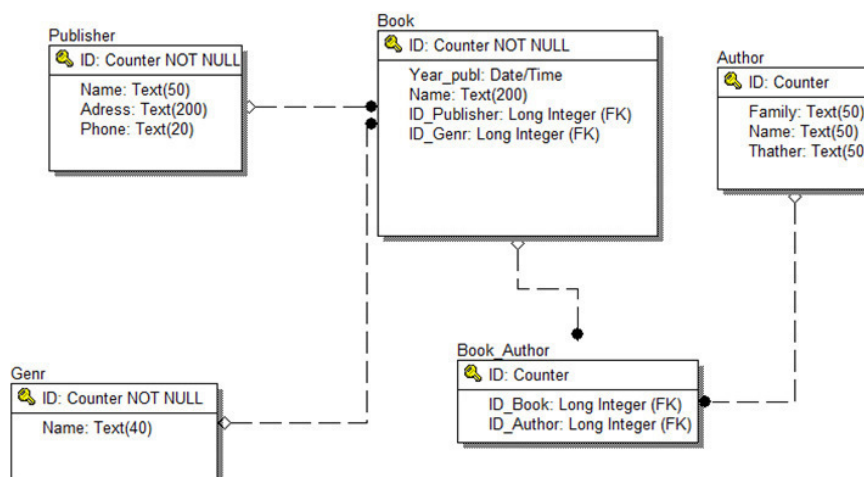 Publisher
ID: Counter NOT NULL
Name: Text(50)
Adress: Text(200)
Phone: Text(20)
Book
ID: Counter NOT NULL
Year_publ: Date/Time
Name: Text(200)
ID_Publisher: Long Integer (FK)
ID_Genr: Long Integer (FK)
Author
ID: Counter
Family: Text(50)
Name: Text(50)
Thather: Text(50
Genr
ID: Counter NOT NULL
Name: Text(40)
Book_Author
ID: Counter
ID_Book: Long Integer (FK)
ID_Author: Long Integer (FK)